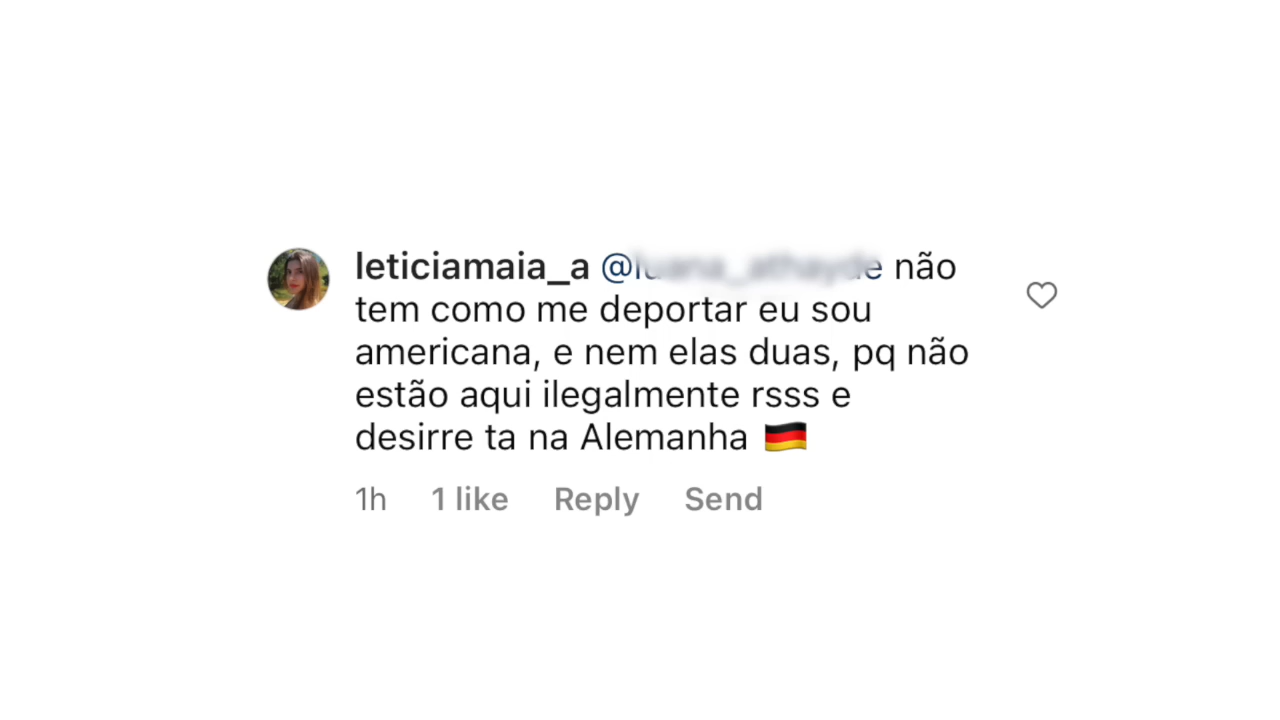 leticiamaia_a não
tem como me deportar eu sou
americana, e nem elas duas, pq não
estão aqui ilegalmente rsss e
desirre ta na Alemanha 🇩🇪
1h 1 like Reply Send